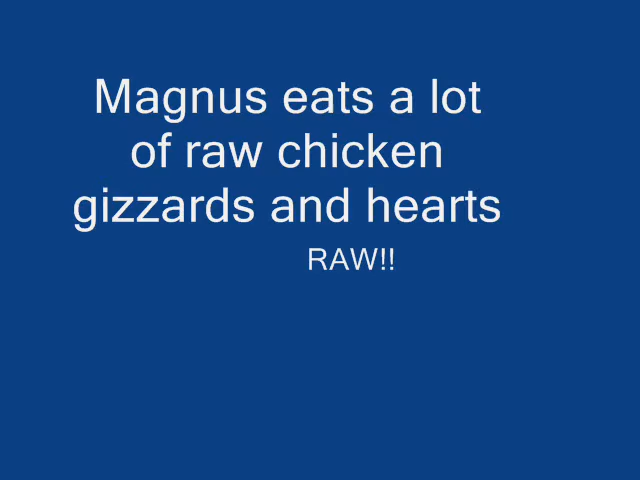 Magnus eats a lot
of raw chicken
gizzards and hearts
RAW!!